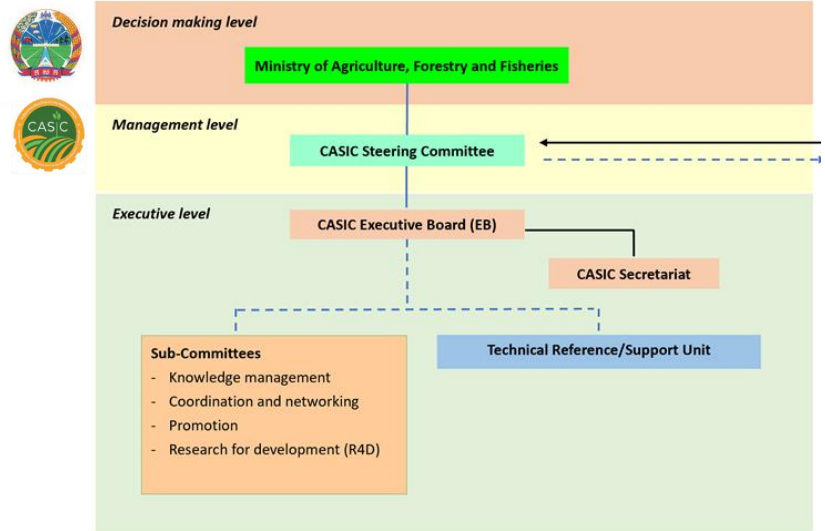 Decision making level
Ministry of Agriculture, Forestry and Fisheries
CASIC
Management level
CASIC Steering Committee
Executive level
CASIC Executive Board (EB)
CASIC Secretariat
Sub-Committees
- Knowledge management
- Coordination and networking
- Promotion
- Research for development (R4D)
Technical Reference/Support Unit